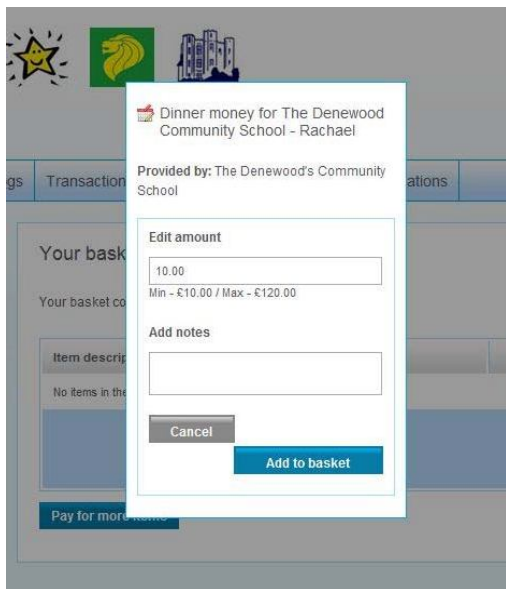 Dinner money for The Denewood
Community School - Rachael
Provided by: The Denewood's Community
School
gs Transaction ations
Your bask
Edit amount
10.00
Min - £10.00 / Max - £120.00
Your basket co
Add notes
Item descrip
No items in the
Cancel
Add to basket
Pay for more items